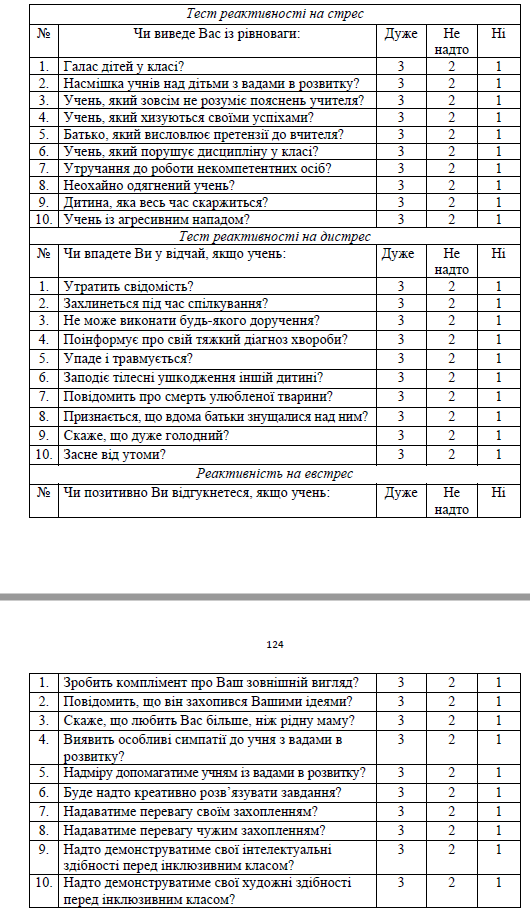 Тест реактивності на стрес
№ Чи виведе Вас із рівноваги: Дуже Не Ні
надто
1. Галас дітей у класі? 3 2 1
2. Насмішка учнів над дітьми з вадами в розвитку? 3 2 1
3. Учень, який зовсім не розуміє пояснень учителя? 3 2 1
4. Учень, який хизуються своїми успіхами? 3 2 1
5. Батько, який висловлює претензії до вчителя? 3 2 1
6. Учень, який порушує дисципліну у класі? 3 2 1
7. Утручання до роботи некомпетентних осіб? 3 2 1
8. Неохайно одягнений учень? 3 2 1
9. Дитина, яка весь час скаржиться? 3 2 1
10. Учень із агресивним нападом? 3 2 1
Тест реактивності на дистрес
№ Чи впадете Ви у відчай, якщо учень: Дуже Не Ні
надто
1. Утратить свідомість? 3 2 1
2. Захлинеться під час спілкування? 3 2 1
3. Не може виконати будь-якого доручення? 3 2 1
4. Поінформує про свій тяжкий діагноз хвороби? 3 2 1
5. Упаде і травмується? 3 2 1
6. Заподіє тілесні ушкодження іншій дитині? 3 2 1
7. Повідомить про смерть улюбленої тварини? 3 2 1
8. Признається, що вдома батьки знущалися над ним? 3 2 1
9. Скаже, що дуже голодний? 3 2 1
10. Засне від утоми? 3 2 1
Реактивність на евстрес
№ Чи позитивно Ви відгукнетеся, якщо учень: Дуже Не Ні
надто
124
1. Зробить комплімент про Ваш зовнішній вигляд? 3 2 1
2. Повідомить, що він захопився Вашими ідеями? 3 2 1
3. Скаже, що любить Вас більше, ніж рідну маму? 3 2 1
4. Виявить особливі симпатії до учня з вадами в 3 2 1
розвитку?
5. Надміру допомагатиме учням із вадами в розвитку? 3 2 1
6. Буде надто креативно розв’язувати завдання? 3 2 1
7. Надаватиме перевагу своїм захопленням? 3 2 1
8. Надаватиме перевагу чужим захопленням? 3 2 1
9. Надто демонструватиме свої інтелектуальні 3 2 1
здібності перед інклюзивним класом?
10. Надто демонструватиме свої художні здібності 3 2 1
перед інклюзивним класом?